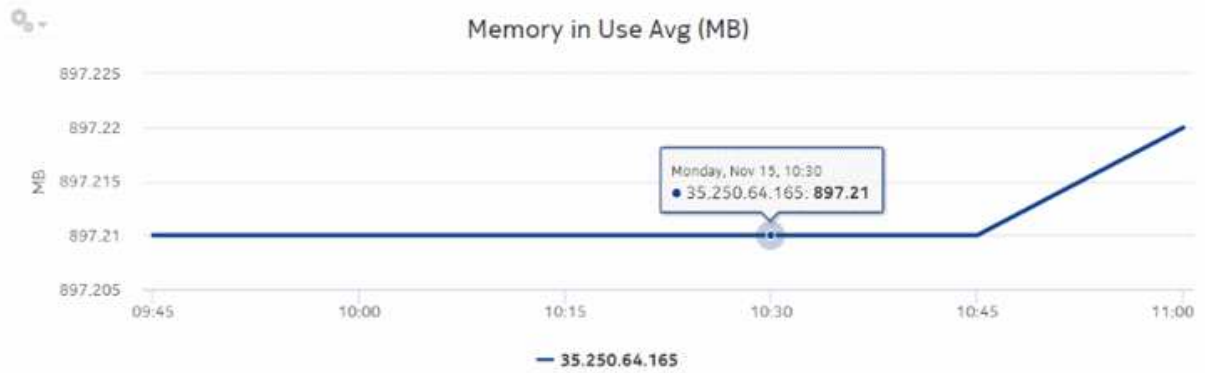 Memory in Use Avg (MB)
897.225
897.22
897.215
897.21
897.205
MB
Monday, Nov 15, 10:30
35.250.64.165: 897.21
09:45 10:00 10:15 10:30 10:45 11:00
35.250.64.165